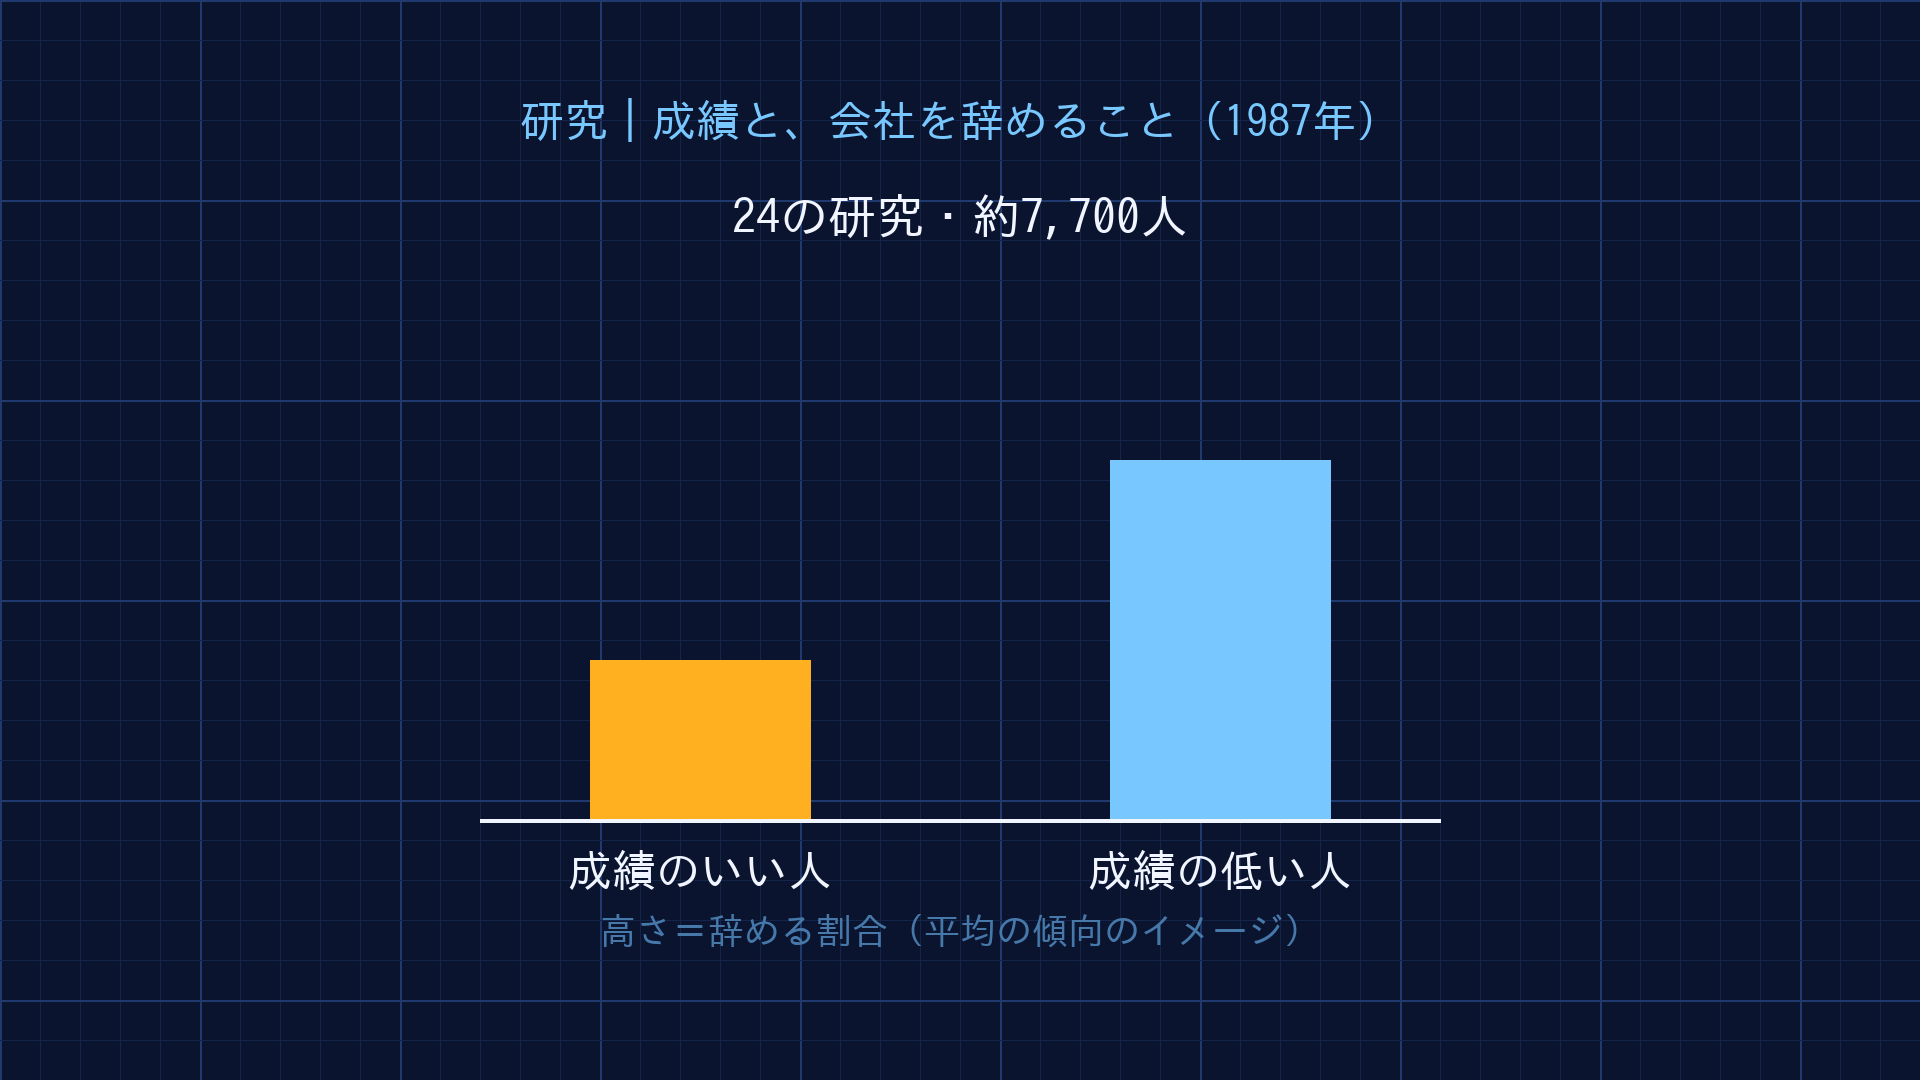 研究｜成績と、会社を辞めること（1987年）
24の研究・約7,700人
成績のいい人
成績の低い人
高さ＝辞める割合（平均の傾向のイメージ）